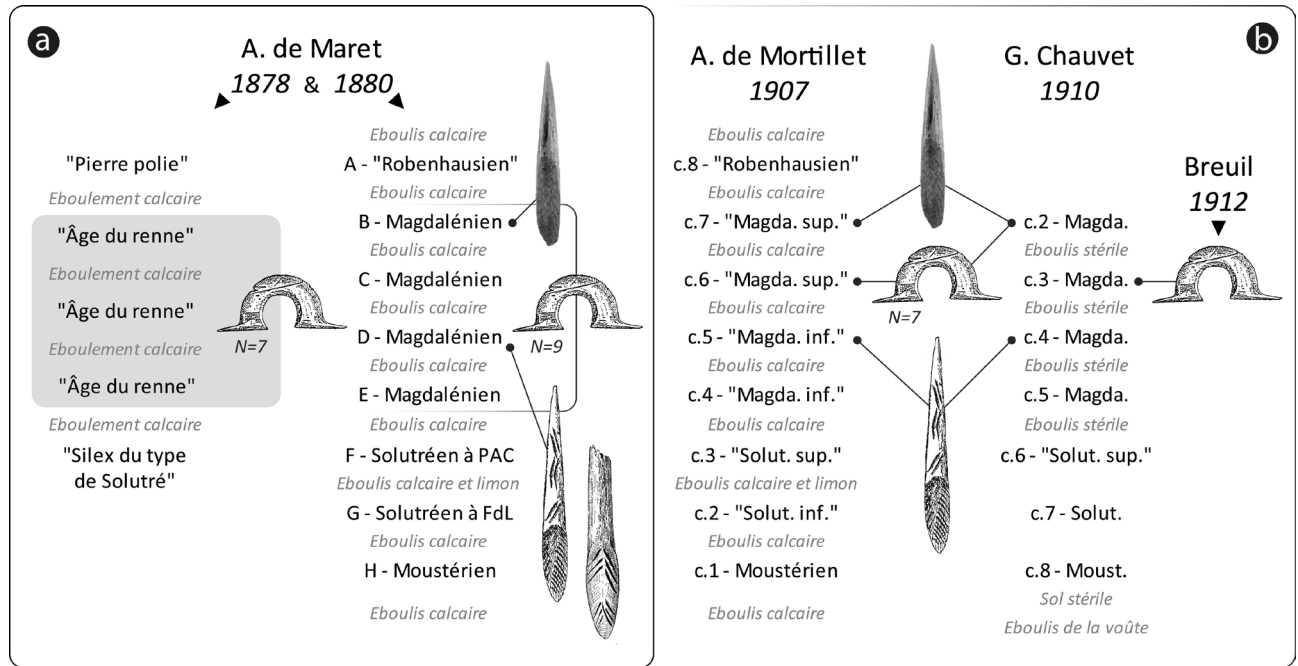 a
A. de Maret
1878 & 1880
"Pierre polie"
Eboulement calcaire
"Âge du renne"
Eboulement calcaire
"Âge du renne"
Eboulement calcaire
"Âge du renne"
Eboulement calcaire
"Silex du type
de Solutré"
N=7
Eboulis calcaire
A - "Robenhausien"
Eboulis calcaire
B - Magdalénien
Eboulis calcaire
C - Magdalénien
Eboulis calcaire
D - Magdalénien
Eboulis calcaire
E - Magdalénien
Eboulis calcaire
F - Solutréen à PAC
Eboulis calcaire et limon
G - Solutréen à FdL
Eboulis calcaire
H - Moustérien
Eboulis calcaire
N=9
b
A. de Mortillet
1907
Eboulis calcaire
c.8 - "Robenhausien"
Eboulis calcaire
c.7 - "Magda. sup."
Eboulis calcaire
c.6 - "Magda. sup."
Eboulis calcaire
c.5 - "Magda. inf."
Eboulis calcaire
c.4 - "Magda. inf."
Eboulis calcaire
c.3 - "Solut. sup."
Eboulis calcaire et limon
c.2 - "Solut. inf."
Eboulis calcaire
c.1 - Moustérien
Eboulis calcaire
N=7
G. Chauvet
1910
c.2 - Magda.
Eboulis stérile
c.3 - Magda.
Eboulis stérile
c.4 - Magda.
Eboulis stérile
c.5 - Magda.
Eboulis stérile
c.6 - "Solut. sup."
c.7 - Solut.
c.8 - Moust.
Sol stérile
Eboulis de la voûte
Breuil
1912